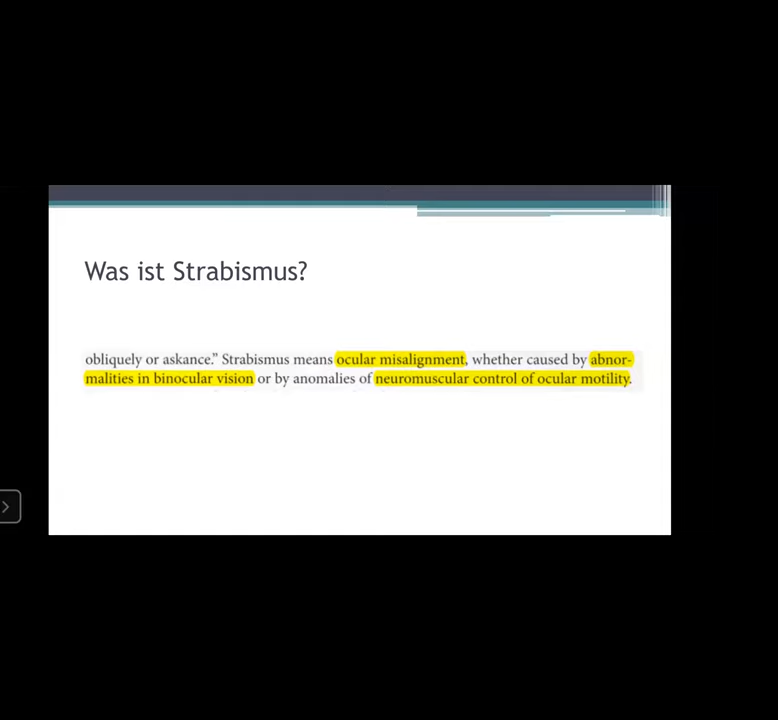 Was ist Strabismus?
obliquely or askance.” Strabismus means ocular misalignment, whether caused by abnor-
malities in binocular vision or by anomalies of neuromuscular control of ocular motility.